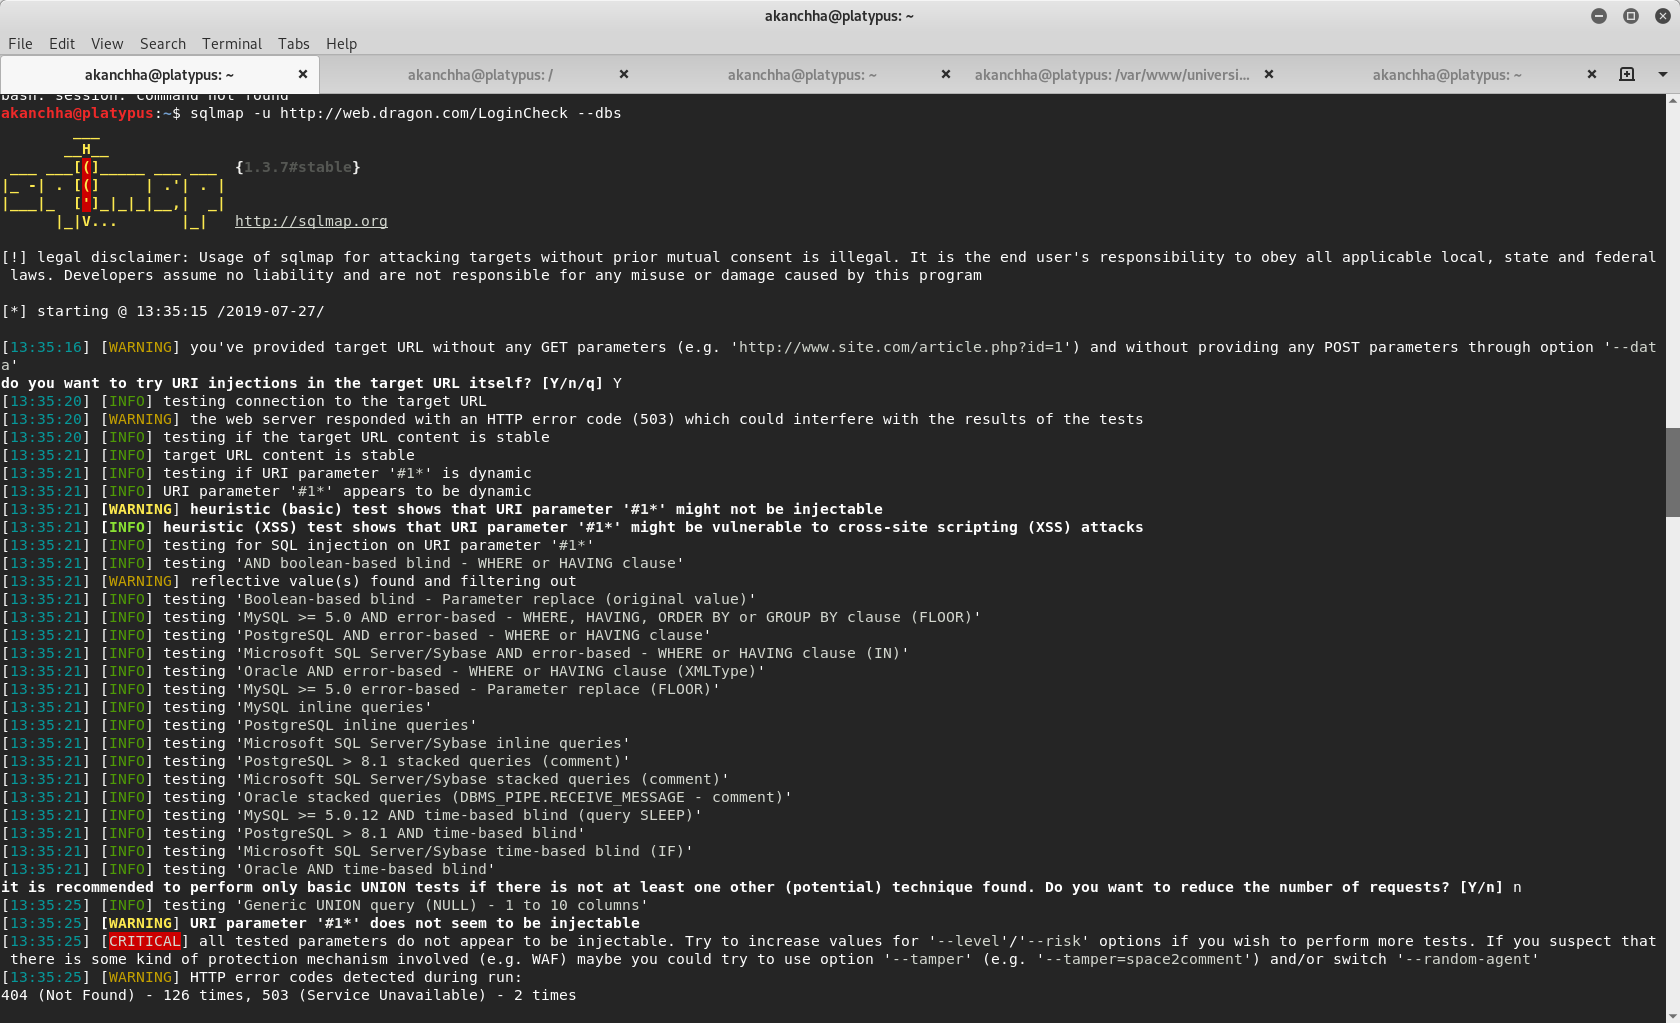 akanchha@platypus: ~
File Edit View Search Terminal Tabs Help
akanchha@platypus: ~ akanchha@platypus: / akanchha@platypus: ~ akanchha@platypus: /var/www/universi... akanchha@platypus: ~
bash: session: command not found
akanchha@platypus:~$ sqlmap -u http://web.dragon.com/LoginCheck --dbs
        ___
       __H__
 ___ ___[(]_____ ___ ___  {1.3.7#stable}
|_ -| . [(]     | .'| . |
|___|_  [']_|_|_|__,|  _|
      |_|V...       |_|   http://sqlmap.org
[!] legal disclaimer: Usage of sqlmap for attacking targets without prior mutual consent is illegal. It is the end user's responsibility to obey all applicable local, state and federal
 laws. Developers assume no liability and are not responsible for any misuse or damage caused by this program
[*] starting @ 13:35:15 /2019-07-27/
[13:35:16] [WARNING] you've provided target URL without any GET parameters (e.g. 'http://www.site.com/article.php?id=1') and without providing any POST parameters through option '--dat
a'
do you want to try URI injections in the target URL itself? [Y/n/q] Y
[13:35:20] [INFO] testing connection to the target URL
[13:35:20] [WARNING] the web server responded with an HTTP error code (503) which could interfere with the results of the tests
[13:35:20] [INFO] testing if the target URL content is stable
[13:35:21] [INFO] target URL content is stable
[13:35:21] [INFO] testing if URI parameter '#1*' is dynamic
[13:35:21] [INFO] URI parameter '#1*' appears to be dynamic
[13:35:21] [WARNING] heuristic (basic) test shows that URI parameter '#1*' might not be injectable
[13:35:21] [INFO] heuristic (XSS) test shows that URI parameter '#1*' might be vulnerable to cross-site scripting (XSS) attacks
[13:35:21] [INFO] testing for SQL injection on URI parameter '#1*'
[13:35:21] [INFO] testing 'AND boolean-based blind - WHERE or HAVING clause'
[13:35:21] [WARNING] reflective value(s) found and filtering out
[13:35:21] [INFO] testing 'Boolean-based blind - Parameter replace (original value)'
[13:35:21] [INFO] testing 'MySQL >= 5.0 AND error-based - WHERE, HAVING, ORDER BY or GROUP BY clause (FLOOR)'
[13:35:21] [INFO] testing 'PostgreSQL AND error-based - WHERE or HAVING clause'
[13:35:21] [INFO] testing 'Microsoft SQL Server/Sybase AND error-based - WHERE or HAVING clause (IN)'
[13:35:21] [INFO] testing 'Oracle AND error-based - WHERE or HAVING clause (XMLType)'
[13:35:21] [INFO] testing 'MySQL >= 5.0 error-based - Parameter replace (FLOOR)'
[13:35:21] [INFO] testing 'MySQL inline queries'
[13:35:21] [INFO] testing 'PostgreSQL inline queries'
[13:35:21] [INFO] testing 'Microsoft SQL Server/Sybase inline queries'
[13:35:21] [INFO] testing 'PostgreSQL > 8.1 stacked queries (comment)'
[13:35:21] [INFO] testing 'Microsoft SQL Server/Sybase stacked queries (comment)'
[13:35:21] [INFO] testing 'Oracle stacked queries (DBMS_PIPE.RECEIVE_MESSAGE - comment)'
[13:35:21] [INFO] testing 'MySQL >= 5.0.12 AND time-based blind (query SLEEP)'
[13:35:21] [INFO] testing 'PostgreSQL > 8.1 AND time-based blind'
[13:35:21] [INFO] testing 'Microsoft SQL Server/Sybase time-based blind (IF)'
[13:35:21] [INFO] testing 'Oracle AND time-based blind'
it is recommended to perform only basic UNION tests if there is not at least one other (potential) technique found. Do you want to reduce the number of requests? [Y/n] n
[13:35:25] [INFO] testing 'Generic UNION query (NULL) - 1 to 10 columns'
[13:35:25] [WARNING] URI parameter '#1*' does not seem to be injectable
[13:35:25] [CRITICAL] all tested parameters do not appear to be injectable. Try to increase values for '--level'/'--risk' options if you wish to perform more tests. If you suspect that
 there is some kind of protection mechanism involved (e.g. WAF) maybe you could try to use option '--tamper' (e.g. '--tamper=space2comment') and/or switch '--random-agent'
[13:35:25] [WARNING] HTTP error codes detected during run:
404 (Not Found) - 126 times, 503 (Service Unavailable) - 2 times